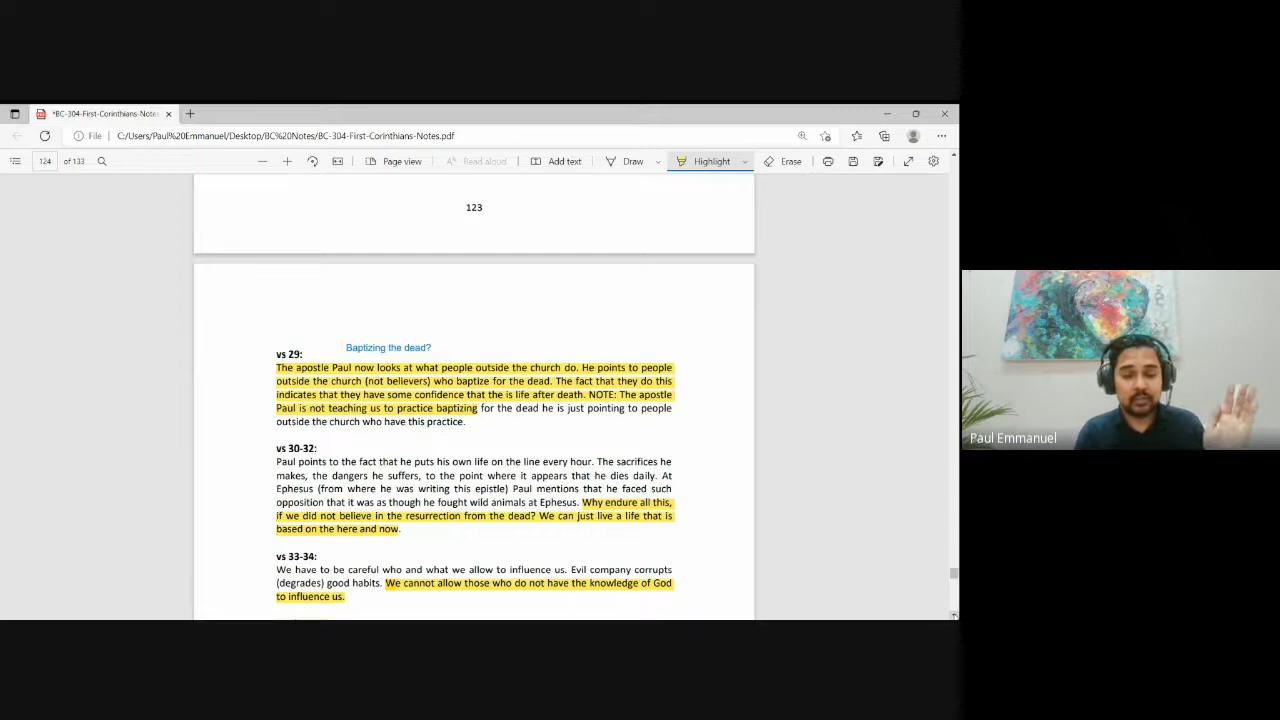 *BC-304-First-Corinthians-Notes
File
C:/Users/Paul%20Emmanuel/Desktop/BC%20Notes/BC-304-First-Corinthians-Notes.pdf
124 of 133
Page view
Read aloud
Add text
Draw
Highlight
Erase
123
Baptizing the dead?
vs 29:
The apostle Paul now looks at what people outside the church do. He points to people
outside the church (not believers) who baptize for the dead. The fact that they do this
indicates that they have some confidence that the is life after death. NOTE: The apostle
Paul is not teaching us to practice baptizing for the dead he is just pointing to people
outside the church who have this practice.
vs 30-32:
Paul points to the fact that he puts his own life on the line every hour. The sacrifices he
makes, the dangers he suffers, to the point where it appears that he dies daily. At
Ephesus (from where he was writing this epistle) Paul mentions that he faced such
opposition that it was as though he fought wild animals at Ephesus. Why endure all this,
if we did not believe in the resurrection from the dead? We can just live a life that is
based on the here and now.
vs 33-34:
We have to be careful who and what we allow to influence us. Evil company corrupts
(degrades) good habits. We cannot allow those who do not have the knowledge of God
to influence us.
Paul Emmanuel